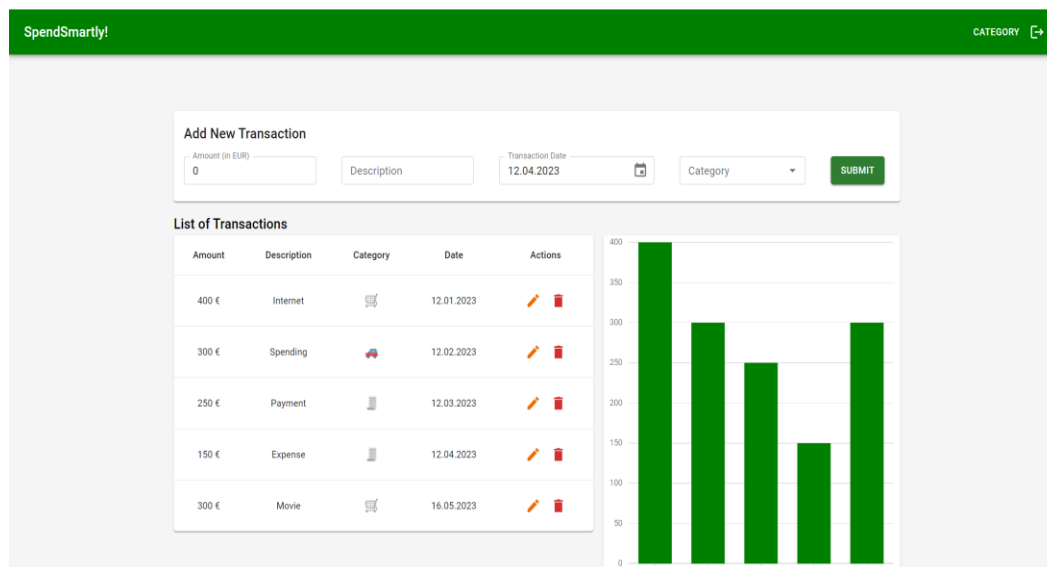 SpendSmartly!
CATEGORY
Add New Transaction
Amount (in EUR)
0
Description
Transaction Date
12.04.2023
Category
SUBMIT
List of Transactions
Amount Description Category Date Actions
400 € Internet 12.01.2023
300 € Spending 12.02.2023
250 € Payment 12.03.2023
150 € Expense 12.04.2023
300 € Movie 16.05.2023
400
350
300
250
200
150
100
50
0